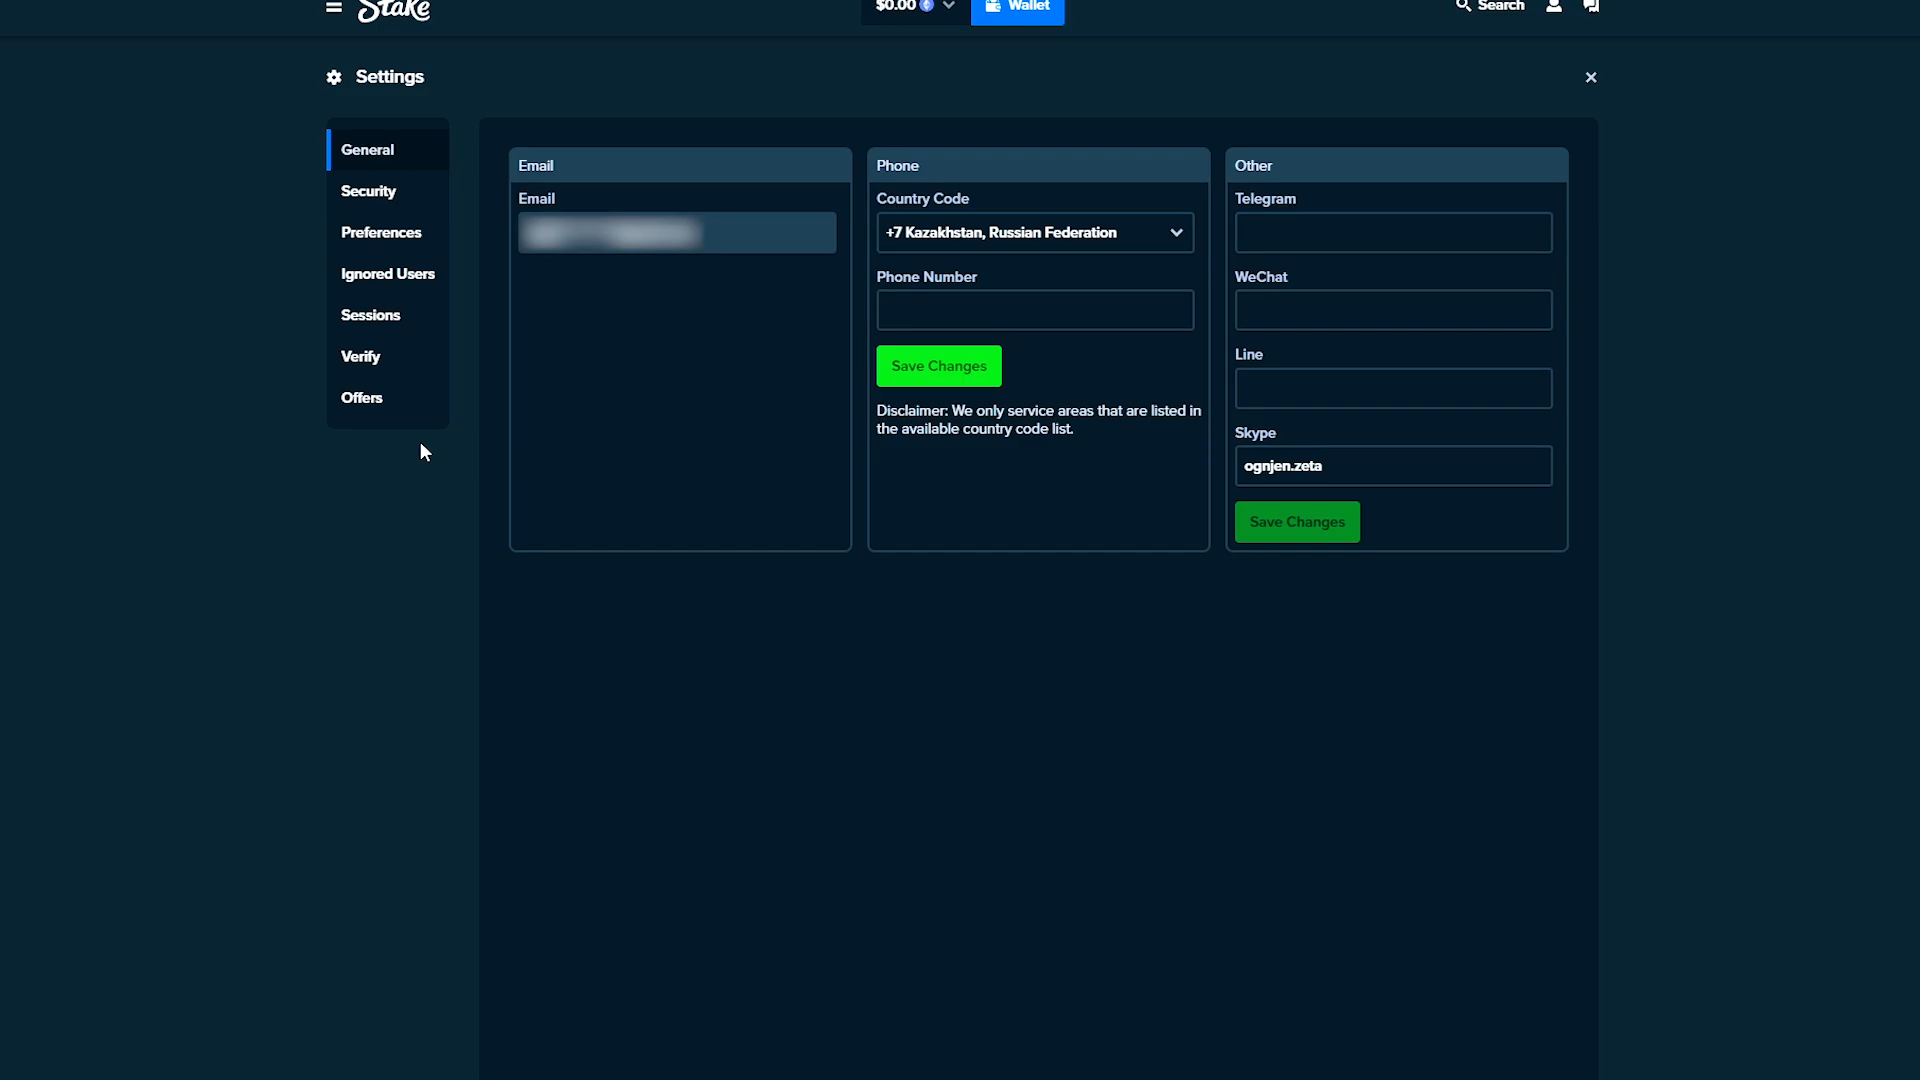 Stake
$0.00
Wallet
Search
Settings
General
Security
Preferences
Ignored Users
Sessions
Verify
Offers
Email
Email
Phone
Country Code
+7 Kazakhstan, Russian Federation
Phone Number
Save Changes
Disclaimer: We only service areas that are listed in
the available country code list.
Other
Telegram
WeChat
Line
Skype
ognjen.zeta
Save Changes